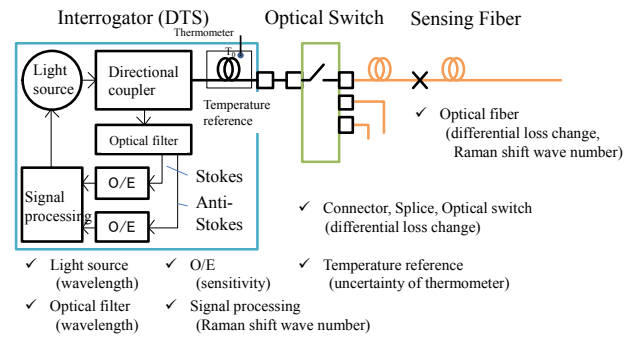 Interrogator (DTS)
Optical Switch
Sensing Fiber
Thermometer
T₀
Light
source
Directional
coupler
Temperature
reference
Optical filter
Stokes
Anti-
Stokes
O/E
O/E
Signal
processing
✓ Optical fiber
(differential loss change,
Raman shift wave number)
✓ Connector, Splice, Optical switch
(differential loss change)
✓ Light source
(wavelength)
✓ O/E
(sensitivity)
✓ Temperature reference
(uncertainty of thermometer)
✓ Optical filter
(wavelength)
✓ Signal processing
(Raman shift wave number)